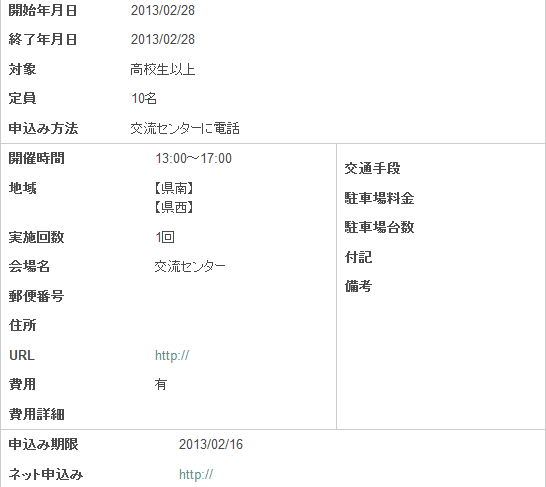 開始年月日 2013/02/28
終了年月日 2013/02/28
対象 高校生以上
定員 10名
申込み方法 交流センターに電話
開催時間 13:00～17:00
地域 【県南】
【県西】
実施回数 1回
会場名 交流センター
郵便番号
住所
URL http://
費用 有
費用詳細
交通手段
駐車場料金
駐車場台数
付記
備考
申込み期限 2013/02/16
ネット申込み http://